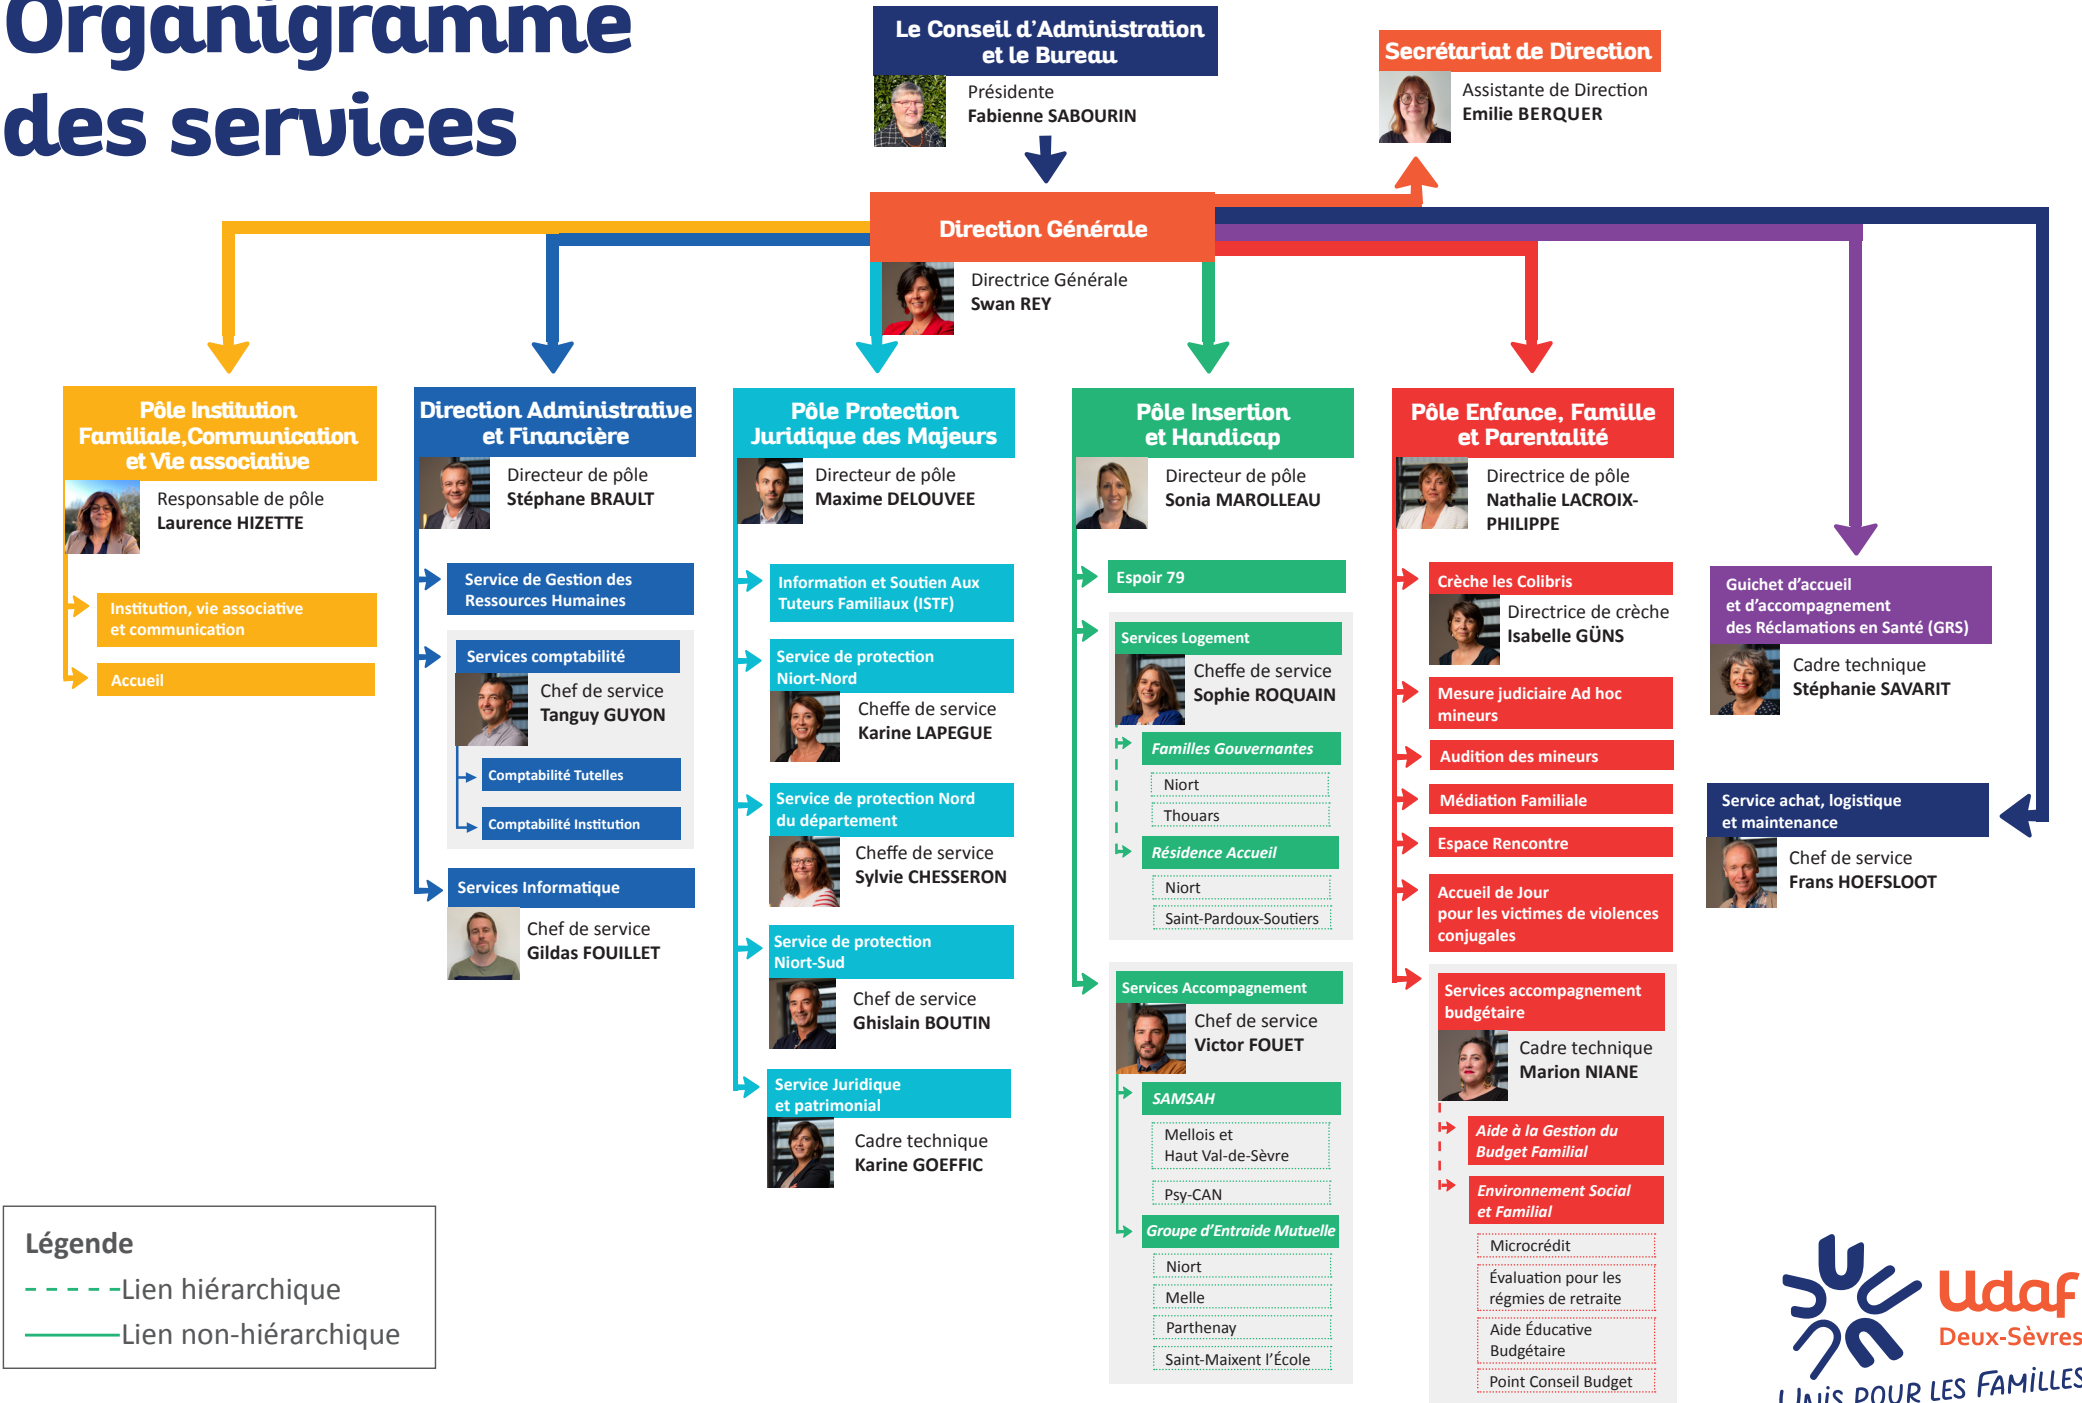 Organigramme
des services
Le Conseil d'Administration
et le Bureau
Présidente
Fabienne SABOURIN
Secrétariat de Direction
Assistante de Direction
Emilie BERQUER
Direction Générale
Directrice Générale
Swan REY
Pôle Institution
Familiale,Communication
et Vie associative
Responsable de pôle
Laurence HIZETTE
Institution, vie associative
et communication
Accueil
Direction Administrative
et Financière
Directeur de pôle
Stéphane BRAULT
Service de Gestion des
Ressources Humaines
Services comptabilité
Chef de service
Tanguy GUYON
Comptabilité Tutelles
Comptabilité Institution
Services Informatique
Chef de service
Gildas FOUILLET
Pôle Protection
Juridique des Majeurs
Directeur de pôle
Maxime DELOUVEE
Information et Soutien Aux
Tuteurs Familiaux (ISTF)
Service de protection
Niort-Nord
Cheffe de service
Karine LAPEGUE
Service de protection Nord
du département
Cheffe de service
Sylvie CHESSERON
Service de protection
Niort-Sud
Chef de service
Ghislain BOUTIN
Service Juridique
et patrimonial
Cadre technique
Karine GOEFFIC
Pôle Insertion
et Handicap
Directeur de pôle
Sonia MAROLLEAU
Espoir 79
Services Logement
Cheffe de service
Sophie ROQUAIN
Familles Gouvernantes
Niort
Thouars
Résidence Accueil
Niort
Saint-Pardoux-Soutiers
Services Accompagnement
Chef de service
Victor FOUET
SAMSAH
Mellois et
Haut Val-de-Sèvre
Psy-CAN
Groupe d'Entraide Mutuelle
Niort
Melle
Parthenay
Saint-Maixent l'École
Pôle Enfance, Famille
et Parentalité
Directrice de pôle
Nathalie LACROIX-
PHILIPPE
Crèche les Colibris
Directrice de crèche
Isabelle GÜNS
Mesure judiciaire Ad hoc
mineurs
Audition des mineurs
Médiation Familiale
Espace Rencontre
Accueil de Jour
pour les victimes de violences
conjugales
Services accompagnement
budgétaire
Cadre technique
Marion NIANE
Aide à la Gestion du
Budget Familial
Environnement Social
et Familial
Microcrédit
Évaluation pour les
régmies de retraite
Aide Éducative
Budgétaire
Point Conseil Budget
Guichet d'accueil
et d'accompagnement
des Réclamations en Santé (GRS)
Cadre technique
Stéphanie SAVARIT
Service achat, logistique
et maintenance
Chef de service
Frans HOEFSLOOT
Légende
Lien hiérarchique
Lien non-hiérarchique
Udaf
Deux-Sèvres
UNIS POUR LES FAMILLES